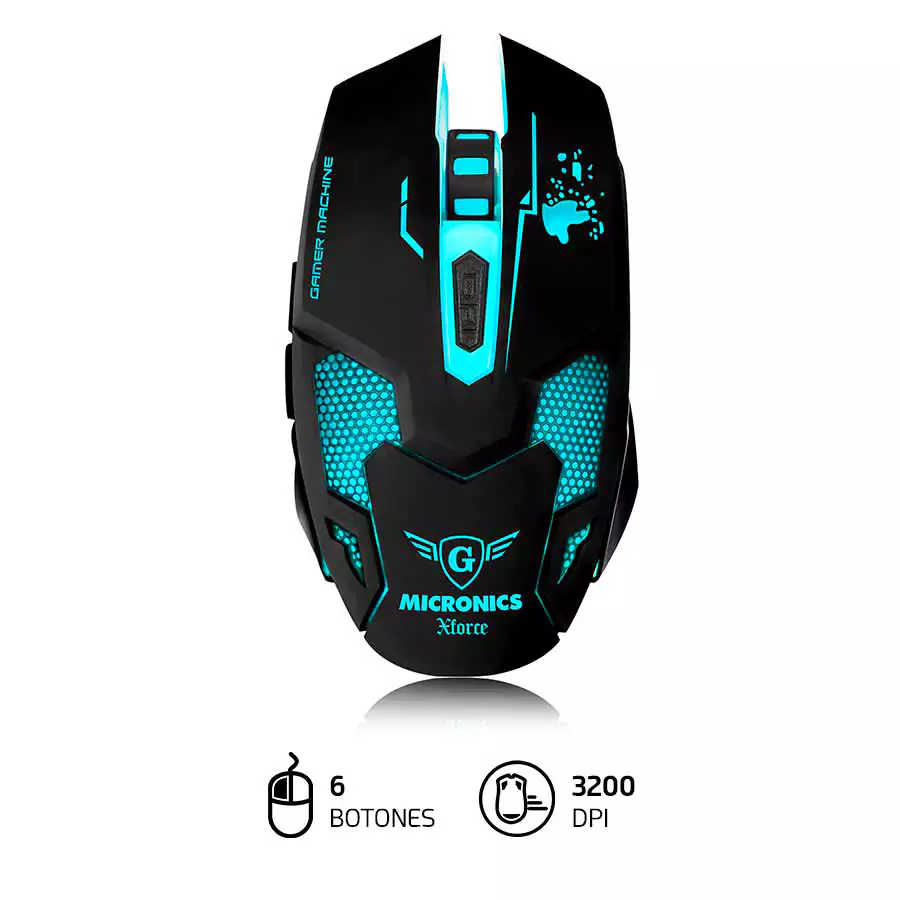 GAMER MACHINE
G
MICRONICS
Xforce
6
BOTONES
3200
DPI